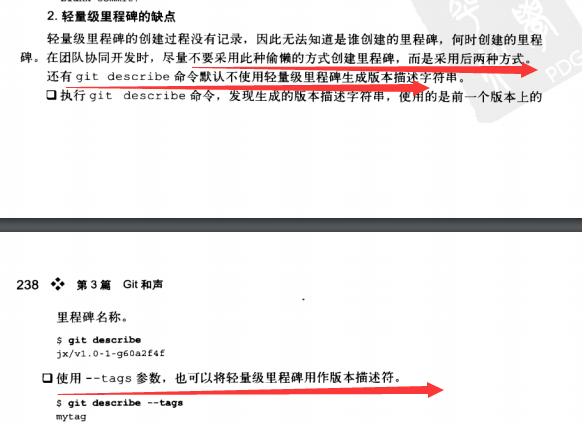 2. 轻量级里程碑的缺点
轻量级里程碑的创建过程没有记录，因此无法知道是谁创建的里程碑，何时创建的里程
碑。在团队协同开发时，尽量不要采用此种偷懒的方式创建里程碑，而是采用后两种方式。
还有 git describe 命令默认不使用轻量级里程碑生成版本描述字符串。
❑ 执行 git describe 命令，发现生成的版本描述字符串，使用的是前一个版本上的
PDG
238 ❖ 第 3 篇 Git 和声
里程碑名称。
$ git describe
jx/v1.0-1-g60a2f4f
❑ 使用 --tags 参数，也可以将轻量级里程碑用作版本描述符。
$ git describe --tags
mytag